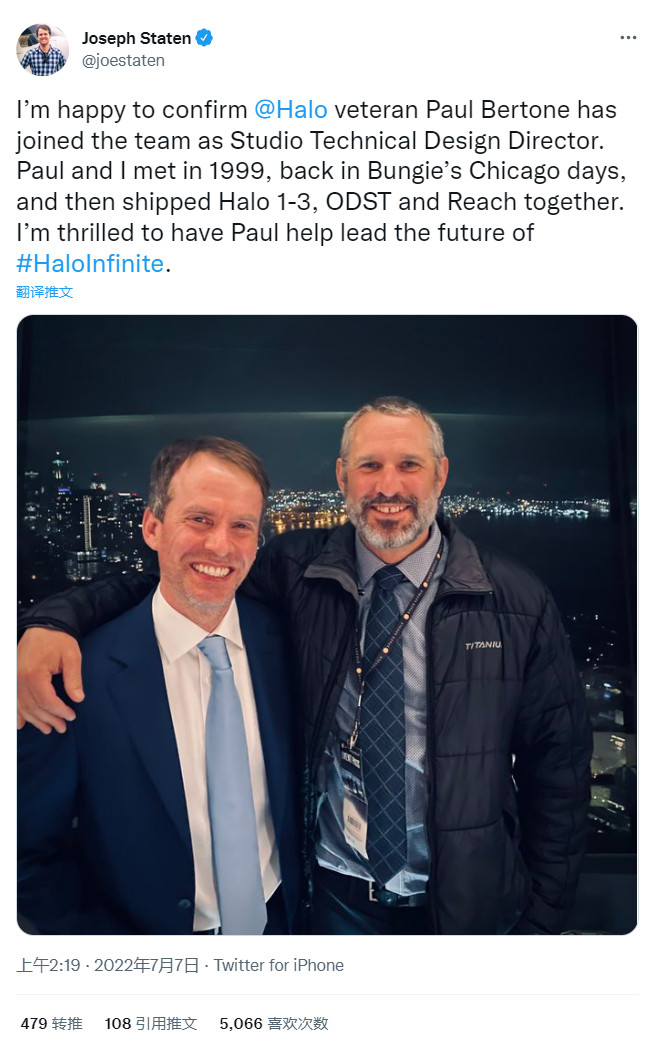 Joseph Staten
@joestaten
I’m happy to confirm @Halo veteran Paul Bertone has
joined the team as Studio Technical Design Director.
Paul and I met in 1999, back in Bungie’s Chicago days,
and then shipped Halo 1-3, ODST and Reach together.
I’m thrilled to have Paul help lead the future of
#HaloInfinite.
翻译推文
TITANIU
上午2:19 · 2022年7月7日 · Twitter for iPhone
479 转推 108 引用推文 5,066 喜欢次数